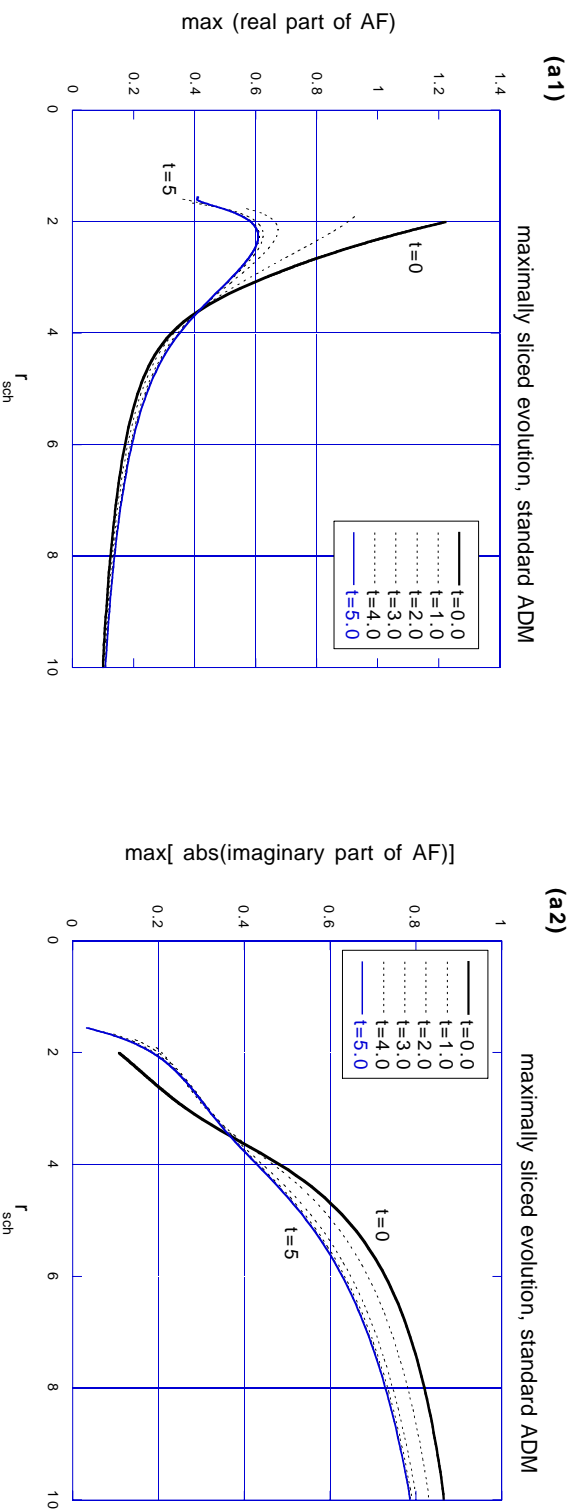 (a1)
maximally sliced evolution, standard ADM
max (real part of AF)
1.4
1.2
1
0.8
0.6
0.4
0.2
0
0
2
4
6
8
10
r sch
t=0
t=5
t=0.0
t=1.0
t=2.0
t=3.0
t=4.0
t=5.0
(a2)
maximally sliced evolution, standard ADM
max[ abs(imaginary part of AF)]
1
0.8
0.6
0.4
0.2
0
0
2
4
6
8
10
r sch
t=0.0
t=1.0
t=2.0
t=3.0
t=4.0
t=5.0
t=0
t=5